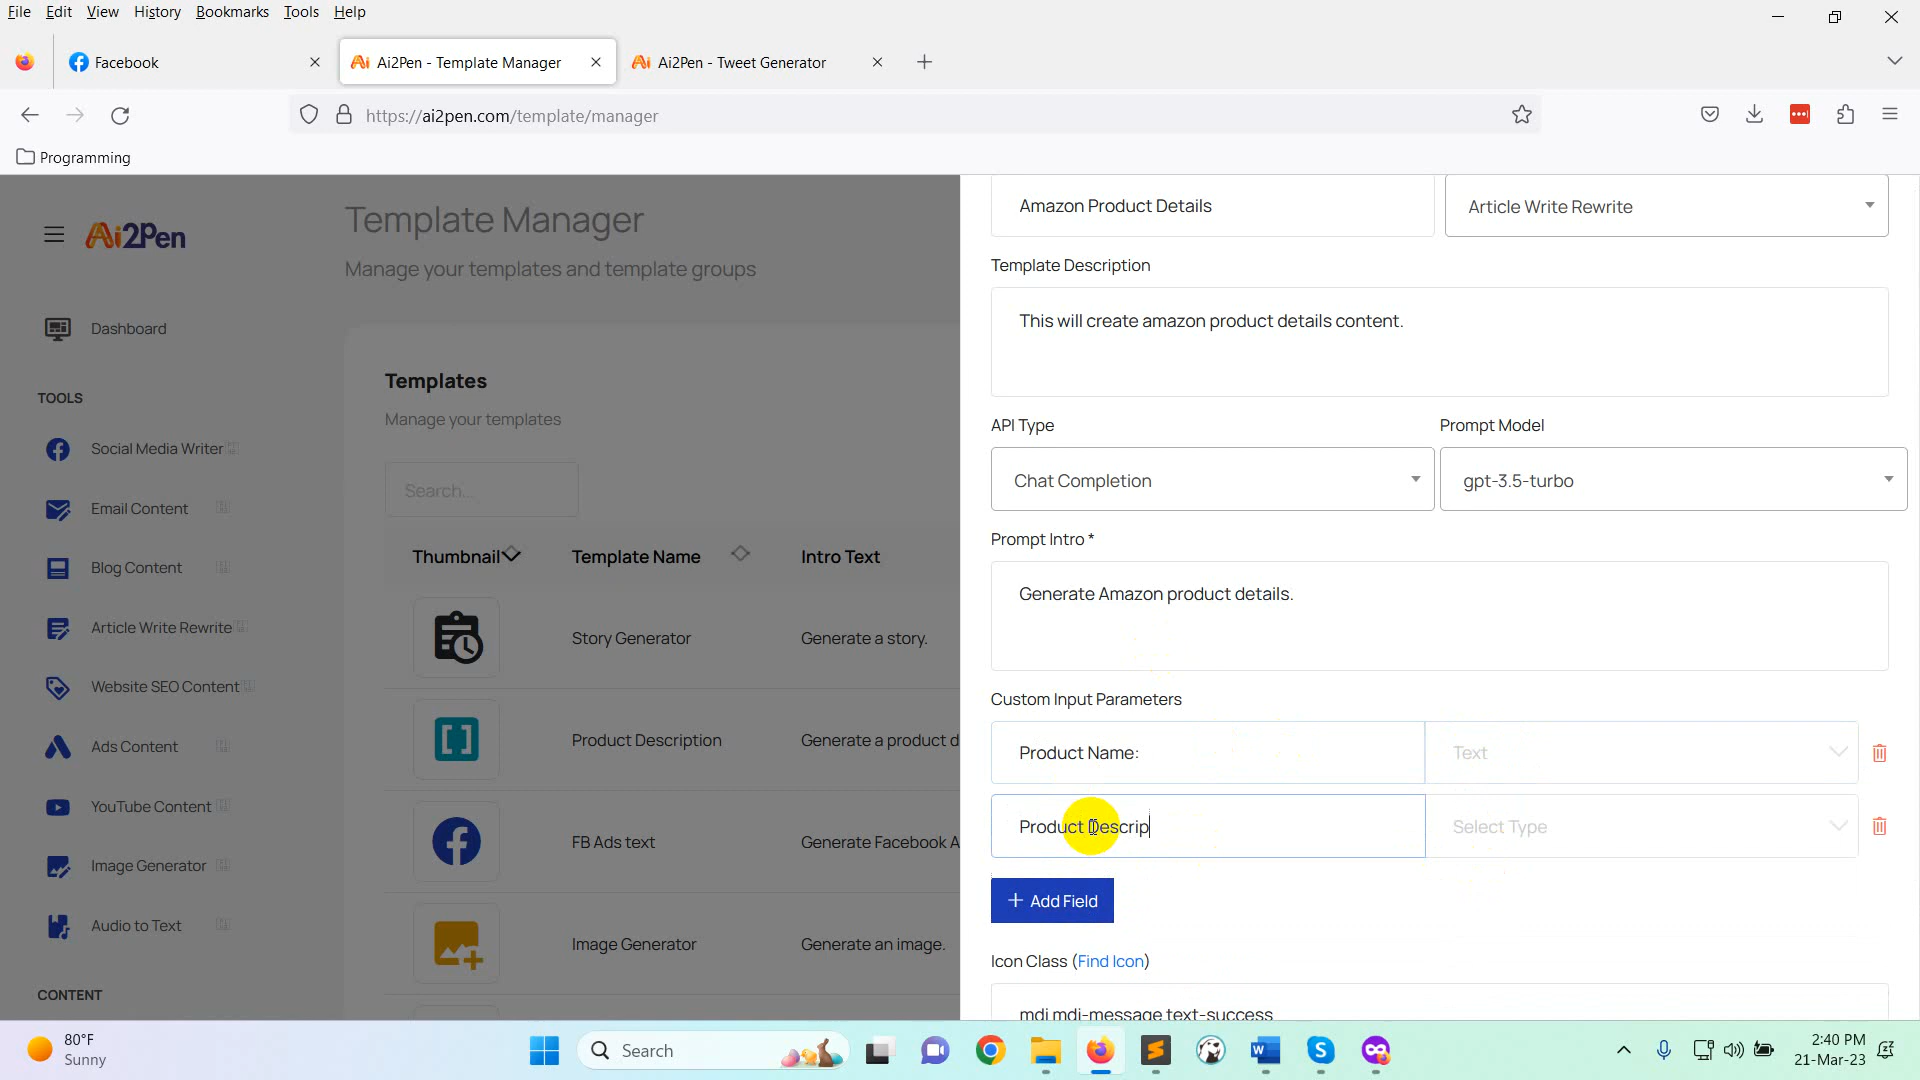 File Edit View History Bookmarks Tools Help
Facebook
Ai2Pen - Template Manager
Ai2Pen - Tweet Generator
https://ai2pen.com/template/manager
Programming
Ai2Pen
Dashboard
TOOLS
Social Media Writer
Email Content
Blog Content
Article Write Rewrite
Website SEO Content
Ads Content
YouTube Content
Image Generator
Audio to Text
CONTENT
Template Manager
Manage your templates and template groups
Templates
Manage your templates
Search...
Thumbnail Template Name Intro Text
Story Generator Generate a story.
Product Description Generate a product d
FB Ads text Generate Facebook A
Image Generator Generate an image.
Amazon Product Details Article Write Rewrite
Template Description
This will create amazon product details content.
API Type Prompt Model
Chat Completion gpt-3.5-turbo
Prompt Intro *
Generate Amazon product details.
Custom Input Parameters
Product Name: Text
Product Descrip Select Type
+ Add Field
Icon Class (Find Icon)
mdi mdi-message text-success
80°F
Sunny
Search
2:40 PM
21-Mar-23